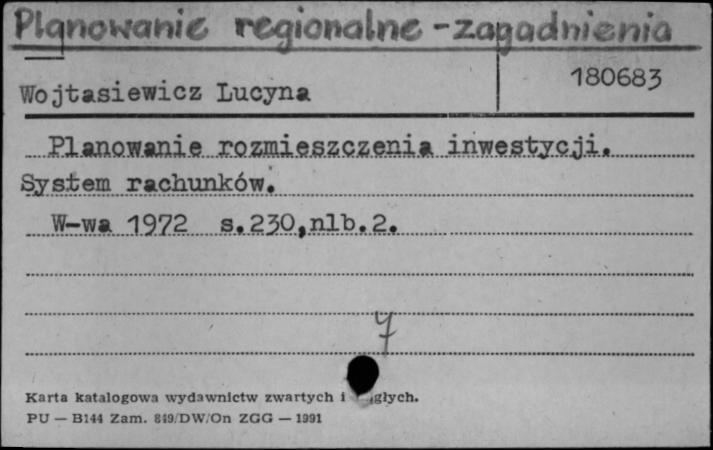 Planowanie regionalne - zagadnienia
180683
Wojtasiewicz Lucyna
Planowanie rozmieszczenia inwestycji.
System rachunków.
W-wa 1972 s.230,nlb.2.
Karta katalogowa wydawnictw zwartych i
PU — B144 Zam. 849/DW/On ZGG — 1991